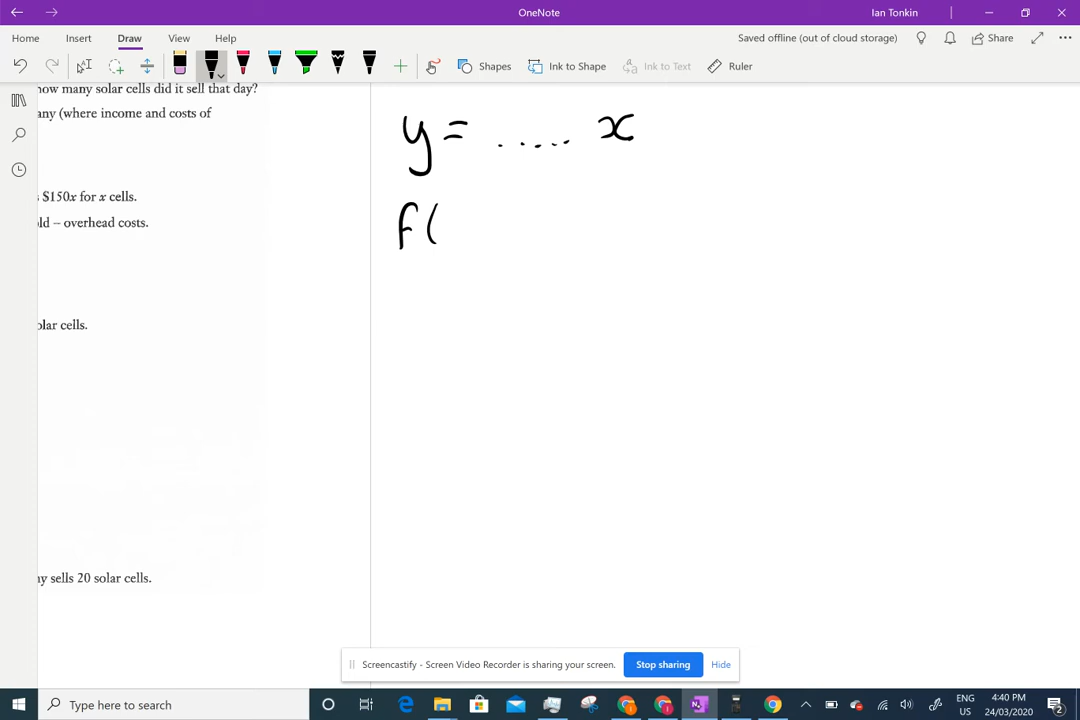 OneNote
Ian Tonkin
Home Insert Draw View Help
Saved offline (out of cloud storage)
Share
Shapes
Ink to Shape
Ink to Text
Ruler
how many solar cells did it sell that day?
any (where income and costs of
$150x for x cells.
old – overhead costs.
olar cells.
ny sells 20 solar cells.
y = ..... x
f(
Screencastify - Screen Video Recorder is sharing your screen.
Stop sharing
Hide
Type here to search
ENG
US
4:40 PM
24/03/2020
2